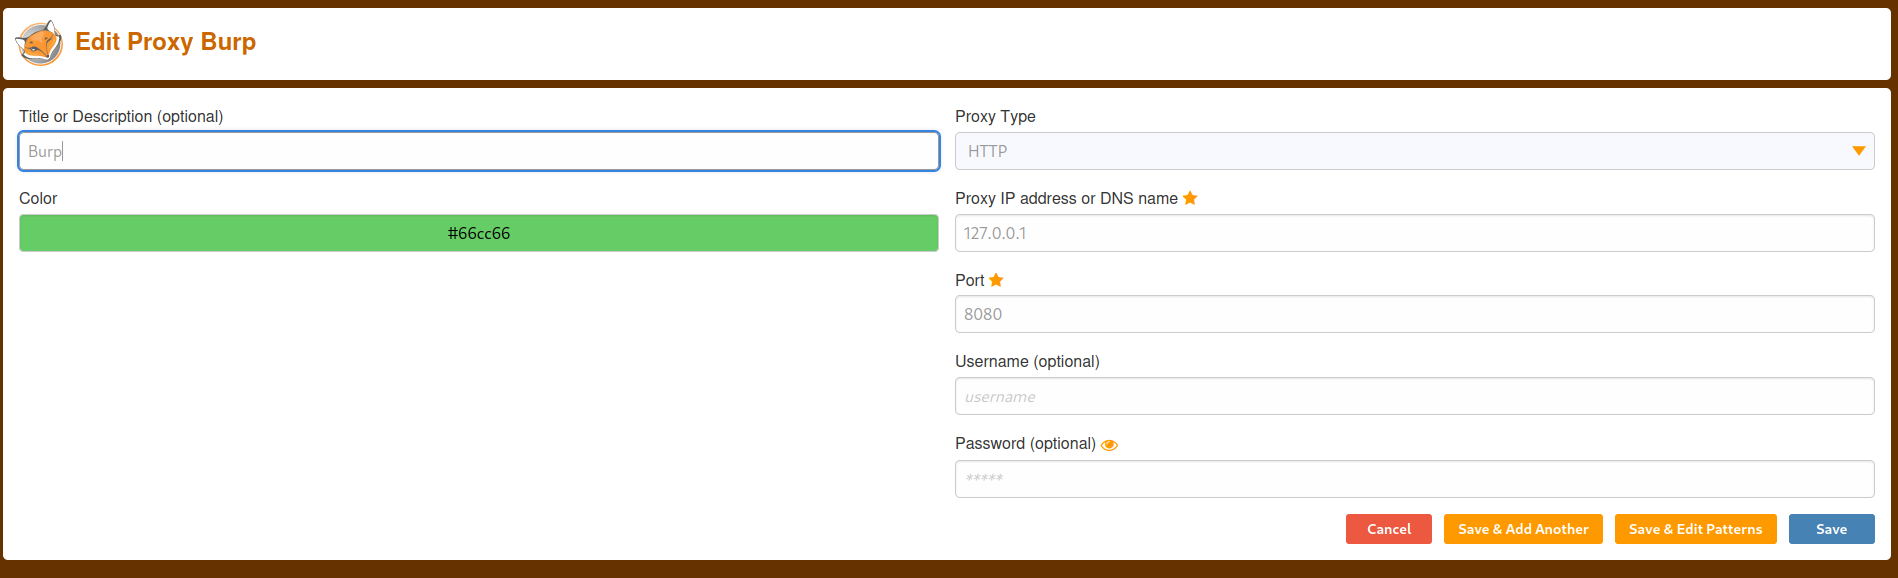 Edit Proxy Burp
Title or Description (optional)
Burp
Color
#66cc66
Proxy Type
HTTP
Proxy IP address or DNS name
127.0.0.1
Port
8080
Username (optional)
username
Password (optional)
*****
Cancel
Save & Add Another
Save & Edit Patterns
Save